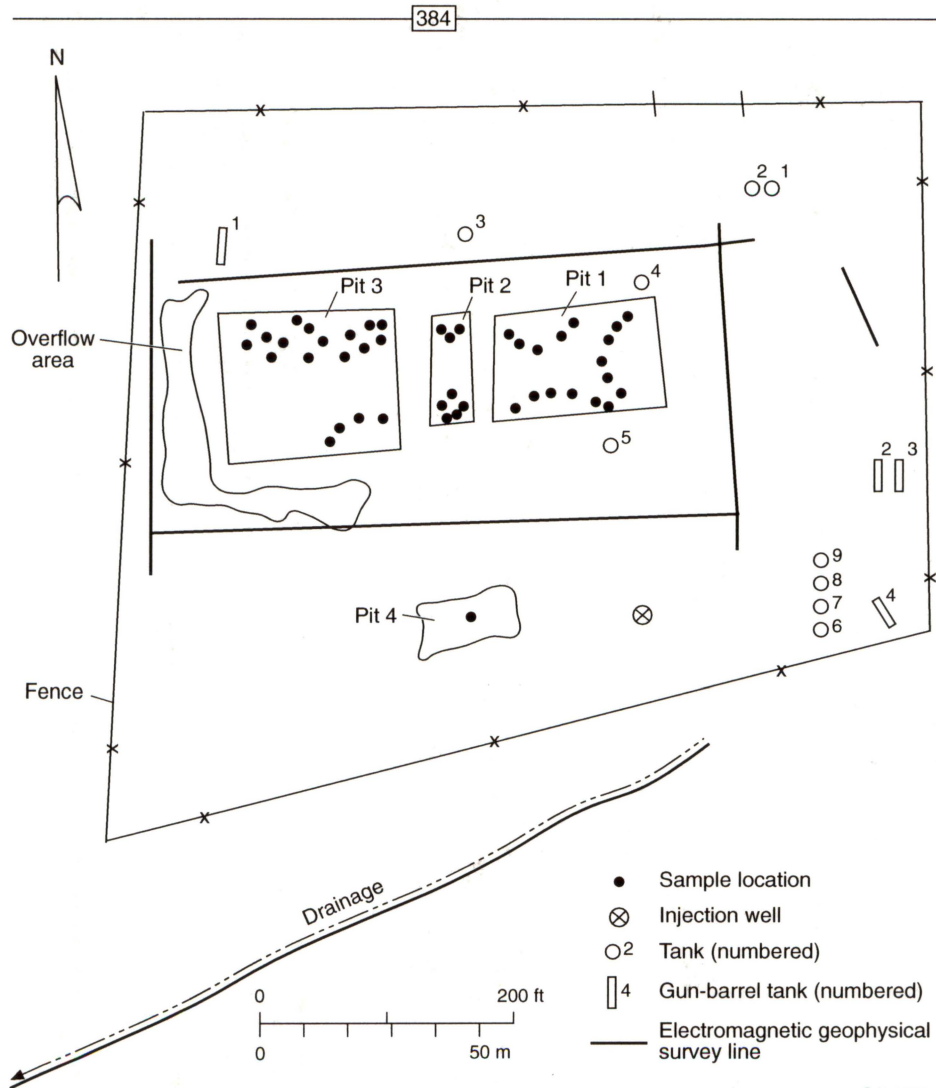 384
N
2 1
1
3
4
Pit 3
Pit 2
Pit 1
Overflow
area
5
2 3
9
8
7
6
4
Pit 4
Fence
Drainage
Sample location
Injection well
2 Tank (numbered)
4 Gun-barrel tank (numbered)
Electromagnetic geophysical
survey line
0 200 ft
0 50 m